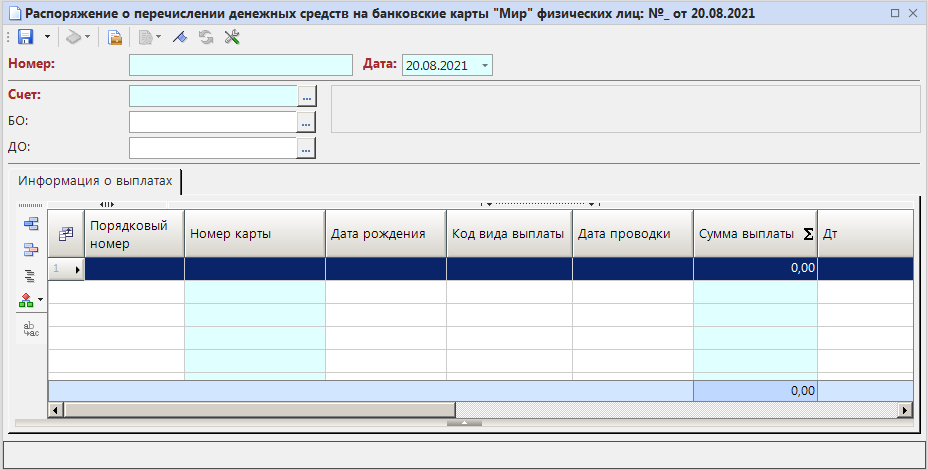 Распоряжение о перечислении денежных средств на банковские карты "Мир" физических лиц: №_ от 20.08.2021
Номер:
Дата: 20.08.2021
Счет: ...
БО: ...
ДО: ...
Информация о выплатах
Порядковый номер
Номер карты
Дата рождения
Код вида выплаты
Дата проводки
Сумма выплаты Σ
Дт
1
0,00
ab
ac
0,00